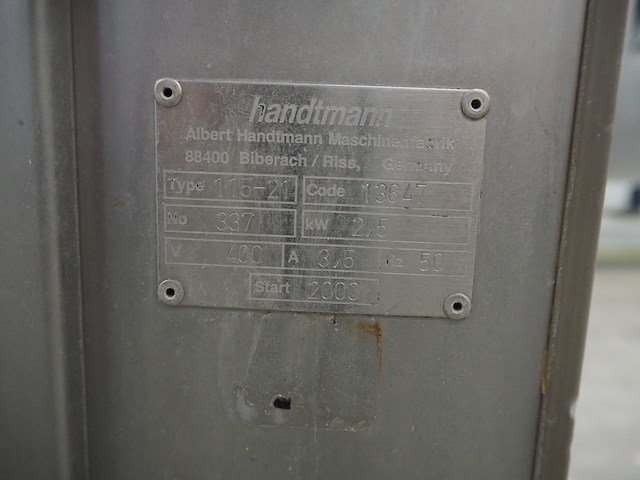 handtmann
Albert Handtmann Maschinenfabrik
88400 Biberach / Riss, Germany
Type 115-21 Code 13647
No 337 kW 2,5
V 400 A 3,5 Hz 50
Start 2000